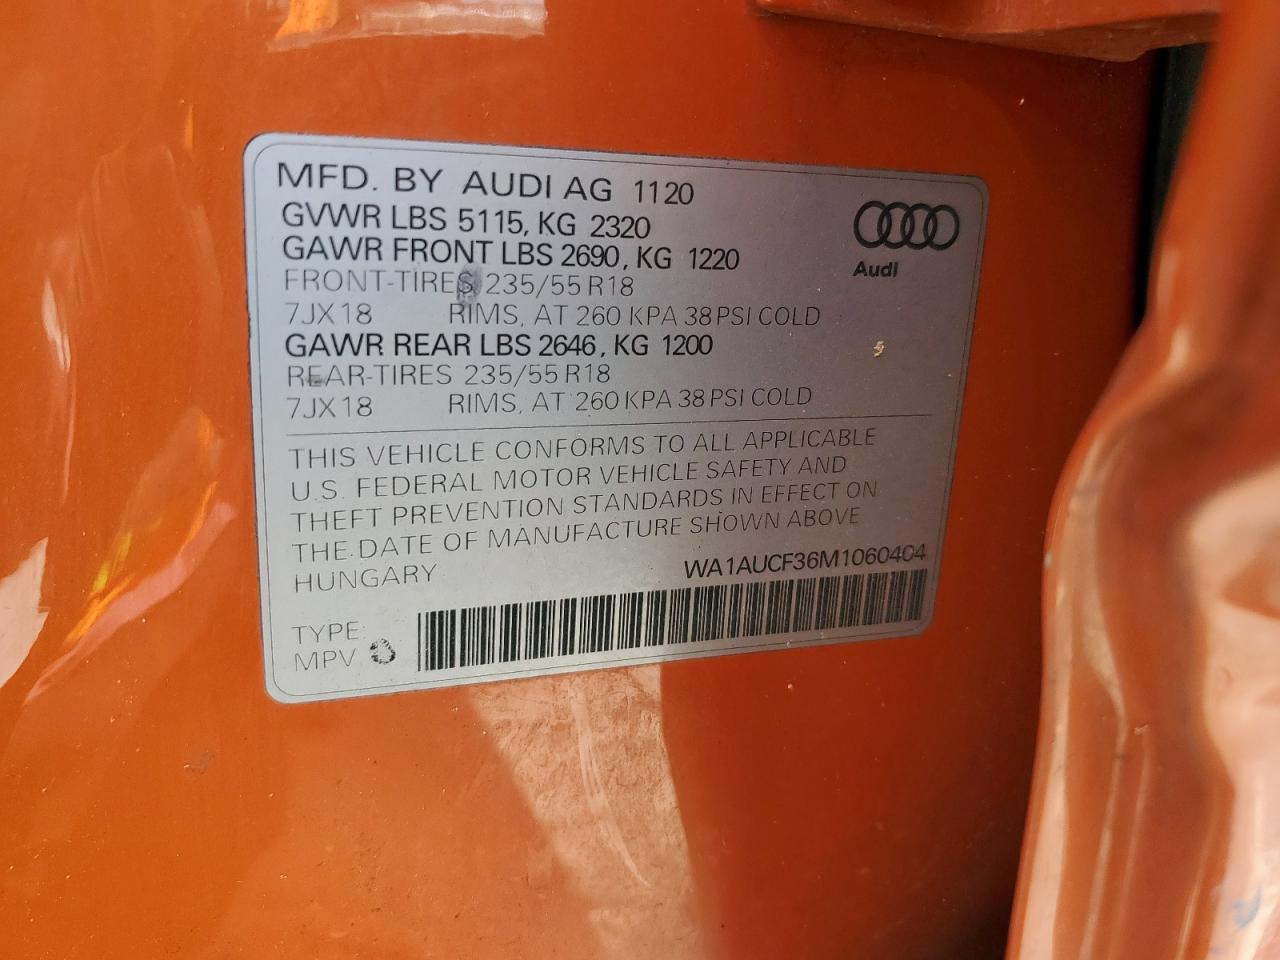 MFD. BY AUDI AG 1120
GVWR LBS 5115, KG 2320
GAWR FRONT LBS 2690, KG 1220
FRONT-TIRES 235/55 R18
7JX18 RIMS, AT 260 KPA 38 PSI COLD
GAWR REAR LBS 2646, KG 1200
REAR-TIRES 235/55 R18
7JX18 RIMS, AT 260 KPA 38 PSI COLD
Audi
THIS VEHICLE CONFORMS TO ALL APPLICABLE
U.S. FEDERAL MOTOR VEHICLE SAFETY AND
THEFT PREVENTION STANDARDS IN EFFECT ON
THE DATE OF MANUFACTURE SHOWN ABOVE
HUNGARY WA1AUCF36M1060404
TYPE:
MPV